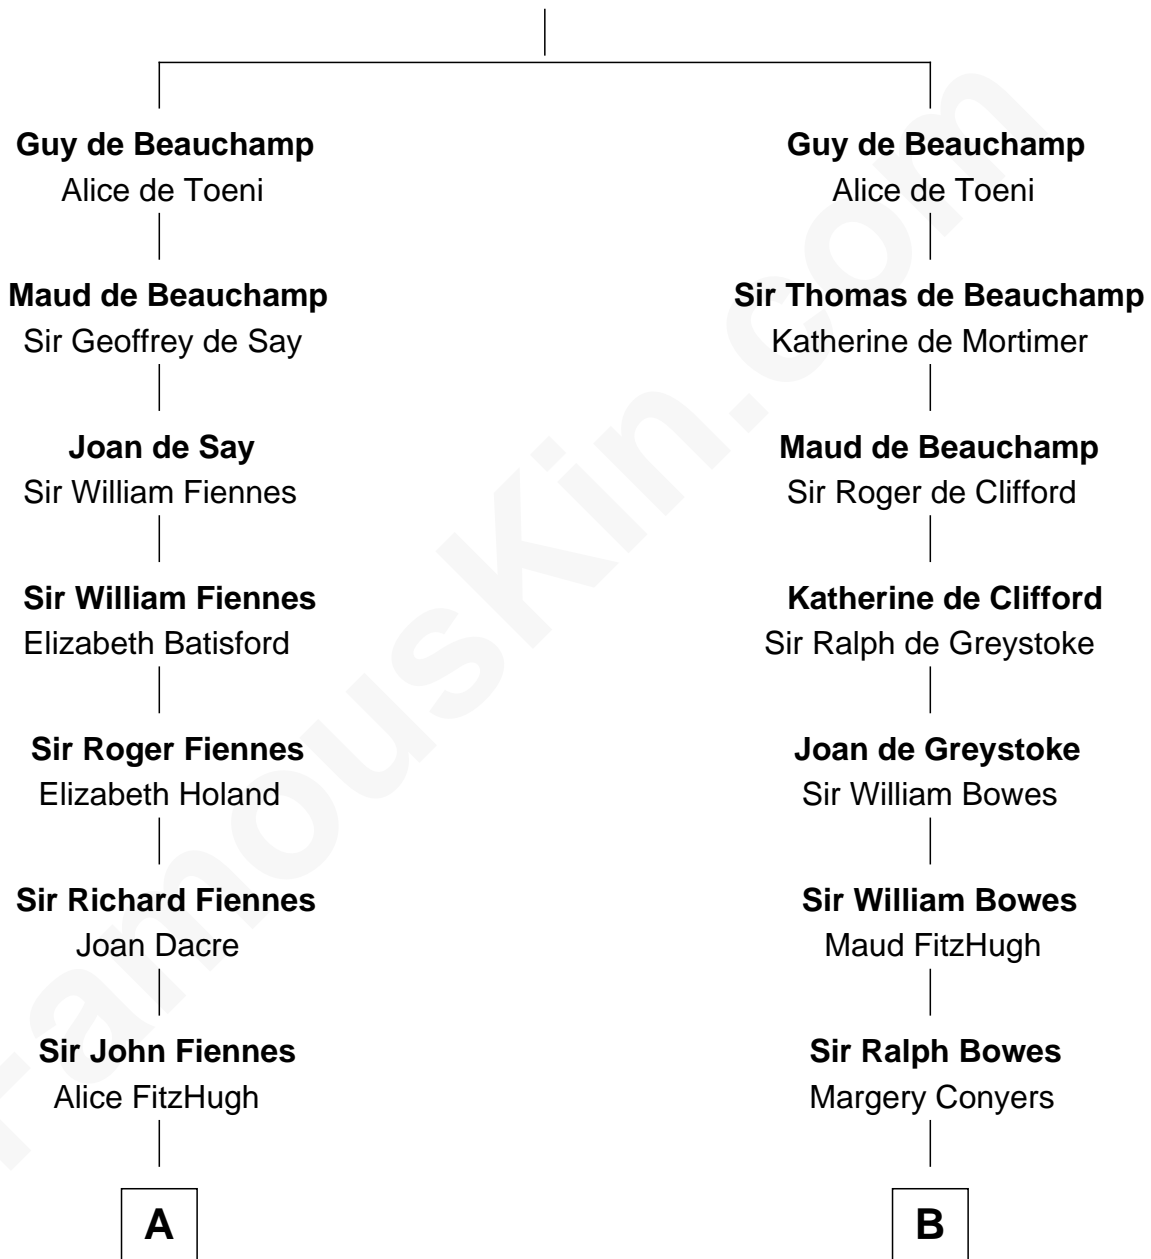 Guy de Beauchamp
Alice de Toeni
Maud de Beauchamp
Sir Geoffrey de Say
Joan de Say
Sir William Fiennes
Sir William Fiennes
Elizabeth Batisford
Sir Roger Fiennes
Elizabeth Holand
Sir Richard Fiennes
Joan Dacre
Sir John Fiennes
Alice FitzHugh
A
Guy de Beauchamp
Alice de Toeni
Sir Thomas de Beauchamp
Katherine de Mortimer
Maud de Beauchamp
Sir Roger de Clifford
Katherine de Clifford
Sir Ralph de Greystoke
Joan de Greystoke
Sir William Bowes
Sir William Bowes
Maud FitzHugh
Sir Ralph Bowes
Margery Conyers
B
FamousKin.com